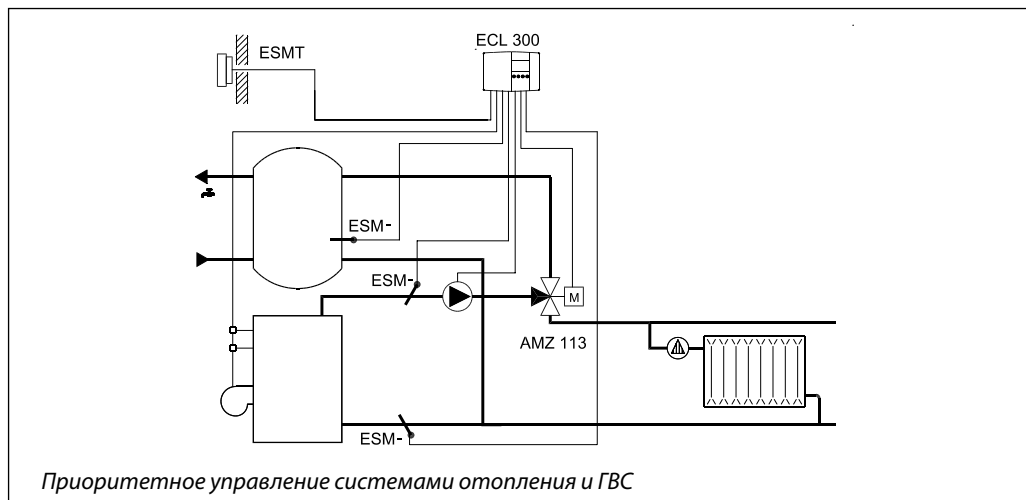 ECL 300
ESMT
ESM-
ESM-
M
AMZ 113
ESM-
Приоритетное управление системами отопления и ГВС